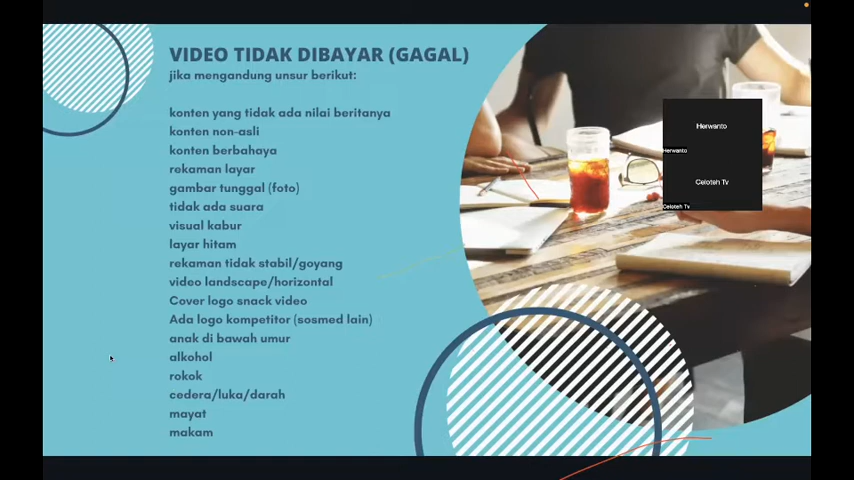 VIDEO TIDAK DIBAYAR (GAGAL)
jika mengandung unsur berikut:
konten yang tidak ada nilai beritanya
konten non-asli
konten berbahaya
rekaman layar
gambar tunggal (foto)
tidak ada suara
visual kabur
layar hitam
rekaman tidak stabil/goyang
video landscape/horizontal
Cover logo snack video
Ada logo kompetitor (sosmed lain)
anak di bawah umur
alkohol
rokok
cedera/luka/darah
mayat
makam
Herwanto
Herwanto
Celoteh Tv
Celoteh Tv